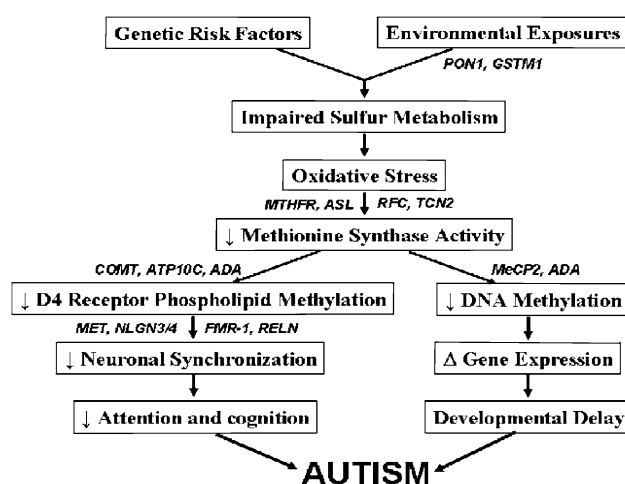 Genetic Risk Factors
Environmental Exposures
PON1, GSTM1
Impaired Sulfur Metabolism
Oxidative Stress
MTHFR, ASL RFC, TCN2
↓ Methionine Synthase Activity
COMT, ATP10C, ADA
MeCP2, ADA
↓ D4 Receptor Phospholipid Methylation
↓ DNA Methylation
MET, NLGN3/4 FMR-1, RELN
↓ Neuronal Synchronization
Δ Gene Expression
↓ Attention and cognition
Developmental Delay
AUTISM